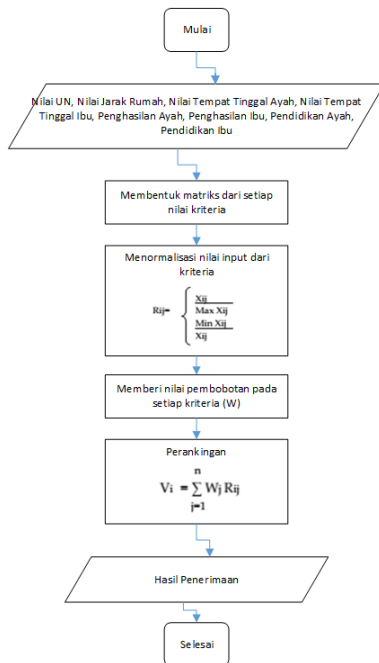 Mulai
Nilai UN, Nilai Jarak Rumah, Nilai Tempat Tinggal Ayah, Nilai Tempat
Tinggal Ibu, Penghasilan Ayah, Penghasilan Ibu, Pendidikan Ayah,
Pendidikan Ibu
Membentuk matriks dari setiap
nilai kriteria
Menormalisasi nilai input dari
kriteria
Rij= { Xij
Max Xij
Min Xij
Xij
Memberi nilai pembobotan pada
setiap kriteria (W)
Perankingan
n
Vi = ∑ Wj Rij
j=1
Hasil Penerimaan
Selesai